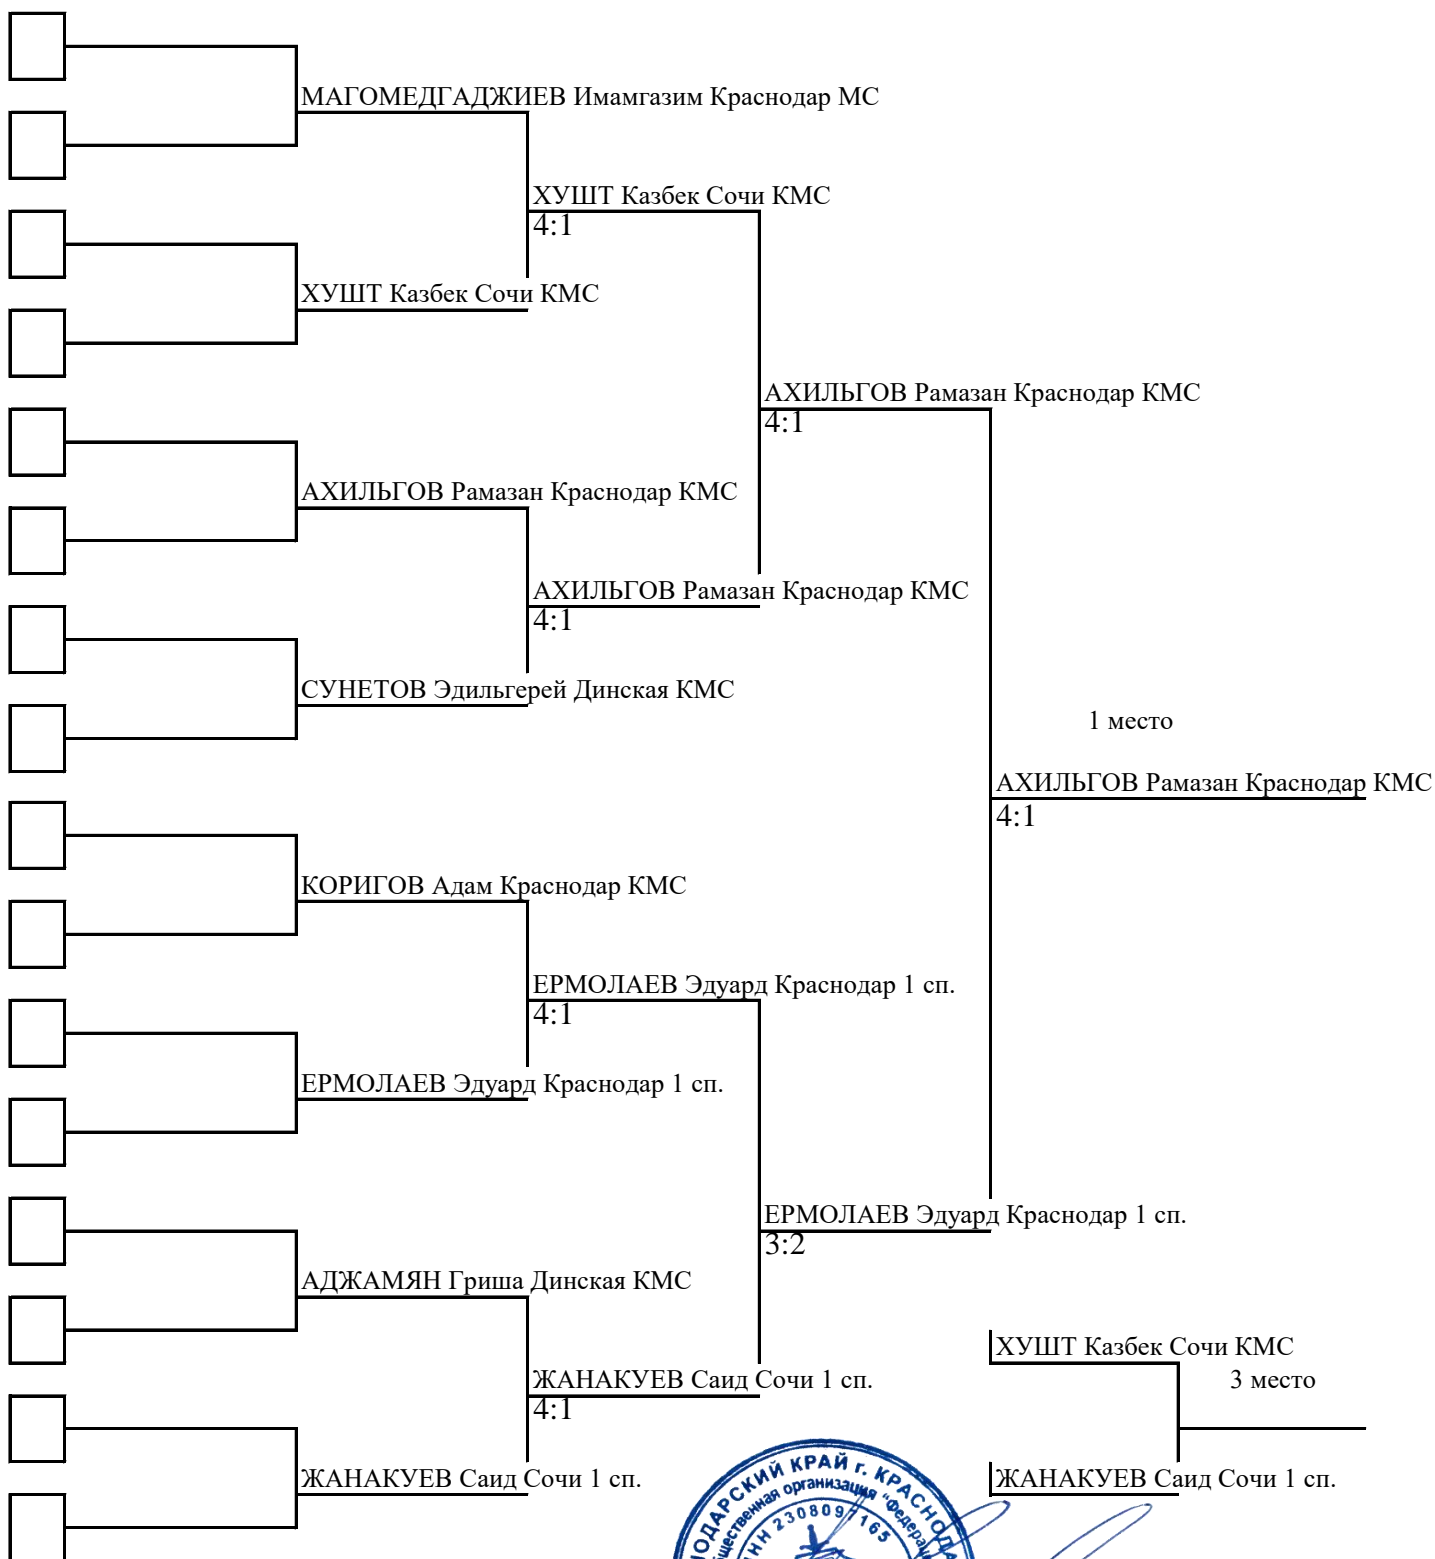 МАГОМЕДГАДЖИЕВ Имамгазим Краснодар МС
ХУШТ Казбек Сочи КМС
4:1
ХУШТ Казбек Сочи КМС
АХИЛЬГОВ Рамазан Краснодар КМС
4:1
АХИЛЬГОВ Рамазан Краснодар КМС
АХИЛЬГОВ Рамазан Краснодар КМС
4:1
СУНЕТОВ Эдильгерей Динская КМС
1 место
АХИЛЬГОВ Рамазан Краснодар КМС
4:1
КОРИГОВ Адам Краснодар КМС
ЕРМОЛАЕВ Эдуард Краснодар 1 сп.
4:1
ЕРМОЛАЕВ Эдуард Краснодар 1 сп.
ЕРМОЛАЕВ Эдуард Краснодар 1 сп.
3:2
АДЖАМЯН Гриша Динская КМС
ХУШТ Казбек Сочи КМС
ЖАНАКУЕВ Саид Сочи 1 сп.
3 место
4:1
ЖАНАКУЕВ Саид Сочи 1 сп.
ЖАНАКУЕВ Саид Сочи 1 сп.
КРАЙ г.
организация
2308097165